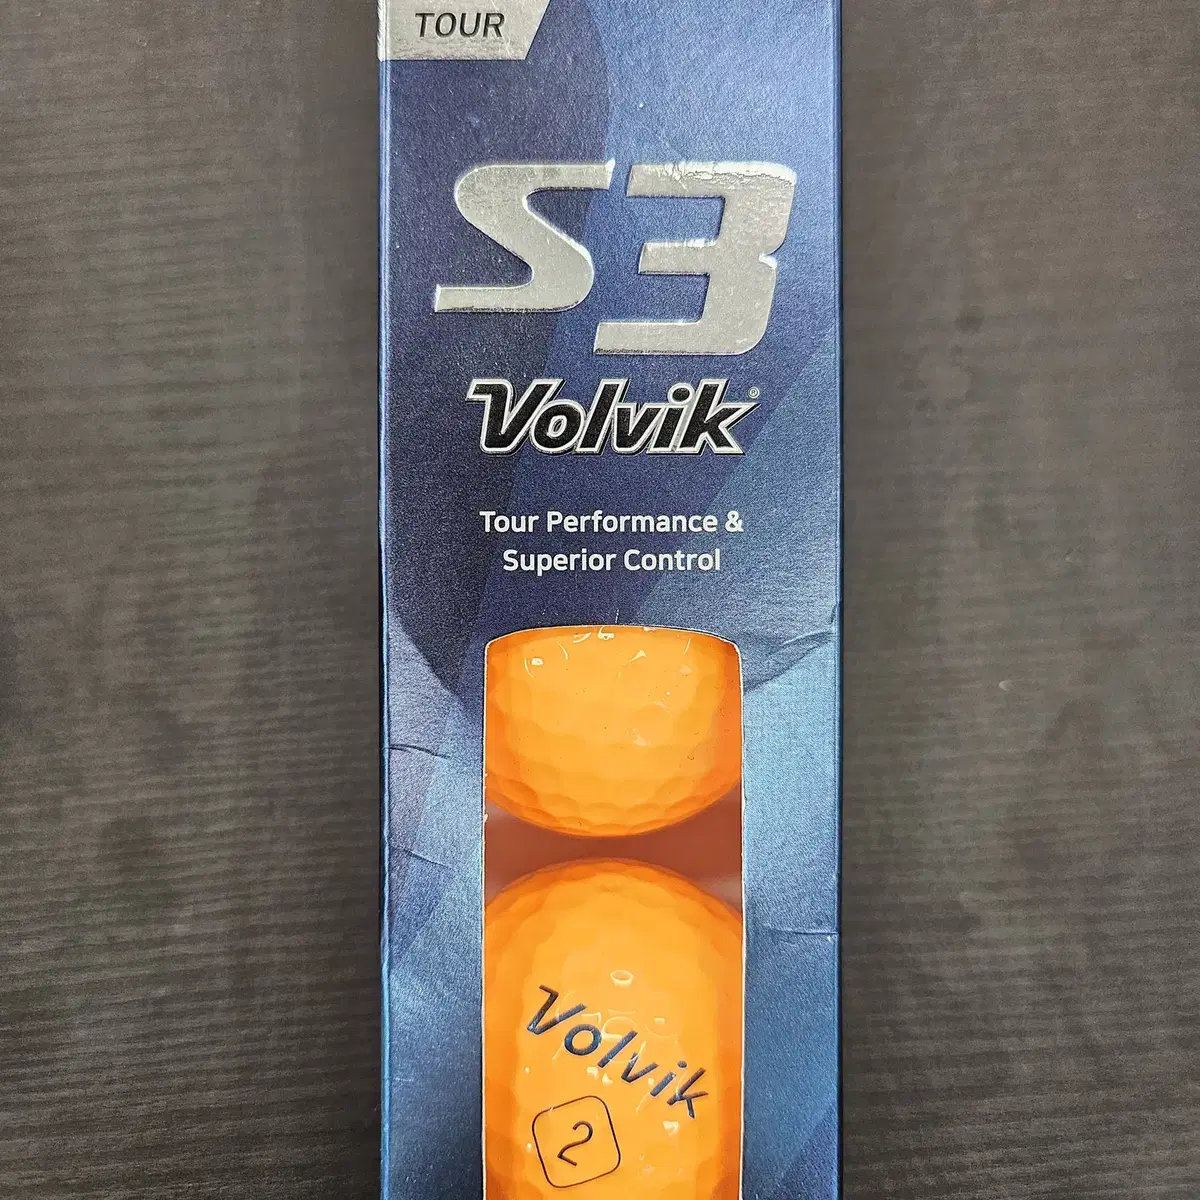 TOUR
S3
Volvik®
Tour Performance &
Superior Control
Volvik
2